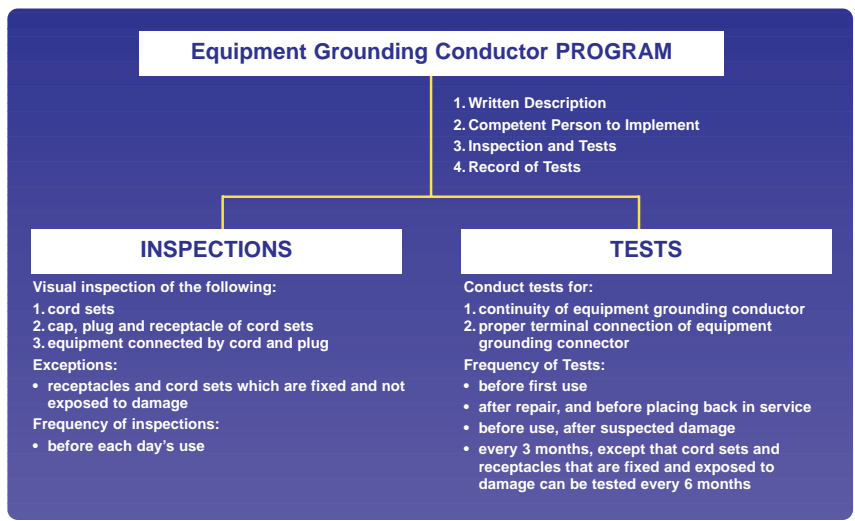 Equipment Grounding Conductor PROGRAM
1. Written Description
2. Competent Person to Implement
3. Inspection and Tests
4. Record of Tests
INSPECTIONS
Visual inspection of the following:
1. cord sets
2. cap, plug and receptacle of cord sets
3. equipment connected by cord and plug
Exceptions:
• receptacles and cord sets which are fixed and not
exposed to damage
Frequency of inspections:
• before each day's use
TESTS
Conduct tests for:
1. continuity of equipment grounding conductor
2. proper terminal connection of equipment
grounding connector
Frequency of Tests:
• before first use
• after repair, and before placing back in service
• before use, after suspected damage
• every 3 months, except that cord sets and
receptacles that are fixed and exposed to
damage can be tested every 6 months